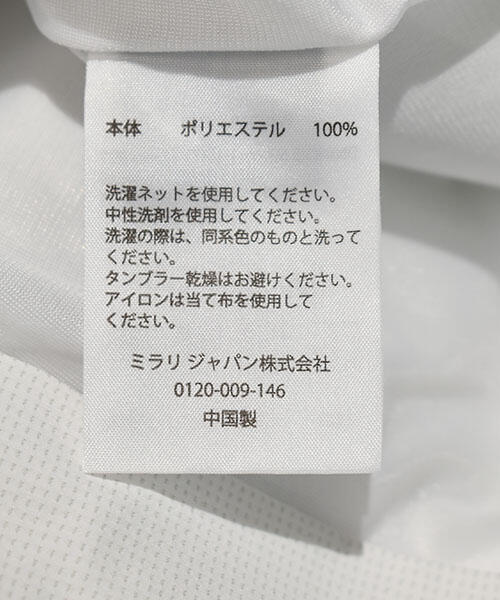 本体 ポリエステル 100%
洗濯ネットを使用してください。
中性洗剤を使用してください。
洗濯の際は、同系色のものと洗って
ください。
タンブラー乾燥はお避けください。
アイロンは当て布を使用して
ください。
ミラリ ジャパン株式会社
0120-009-146
中国製